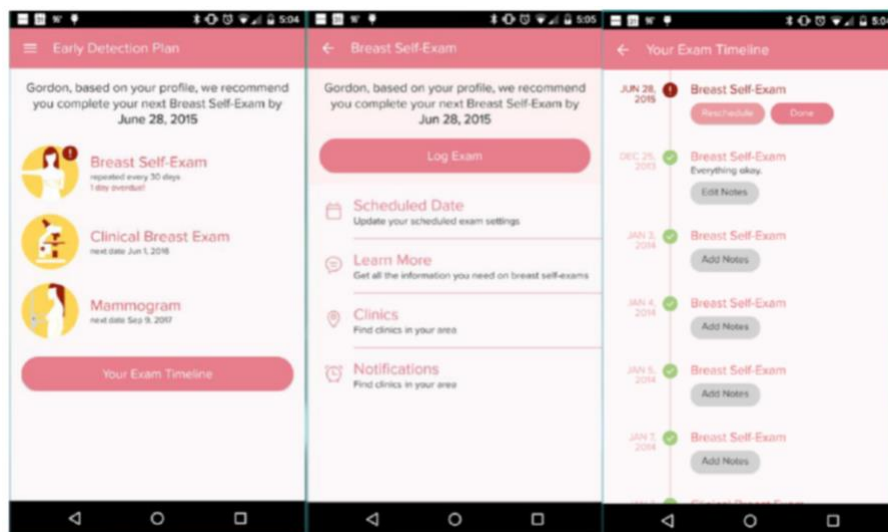 5:04
Early Detection Plan
Gordon, based on your profile, we recommend
you complete your next Breast Self-Exam by
June 28, 2015
Breast Self-Exam
repeated every 30 days
1 day overdue!
Clinical Breast Exam
next date Jun 1, 2016
Mammogram
next date Sep 9, 2017
Your Exam Timeline
5:05
Breast Self-Exam
Gordon, based on your profile, we recommend
you complete your next Breast Self-Exam by
Jun 28, 2015
Log Exam
Scheduled Date
Update your scheduled exam settings
Learn More
Get all the information you need on breast self-exams
Clinics
Find clinics in your area
Notifications
Find clinics in your area
5:04
Your Exam Timeline
JUN 28,
2015
Breast Self-Exam
Reschedule
Done
DEC 25,
2013
Breast Self-Exam
Everything okay.
Edit Notes
JAN 3,
2014
Breast Self-Exam
Add Notes
JAN 4,
2014
Breast Self-Exam
Add Notes
JAN 5,
2014
Breast Self-Exam
Add Notes
JAN 7,
2014
Breast Self-Exam
Add Notes
Clinical Breast Exam